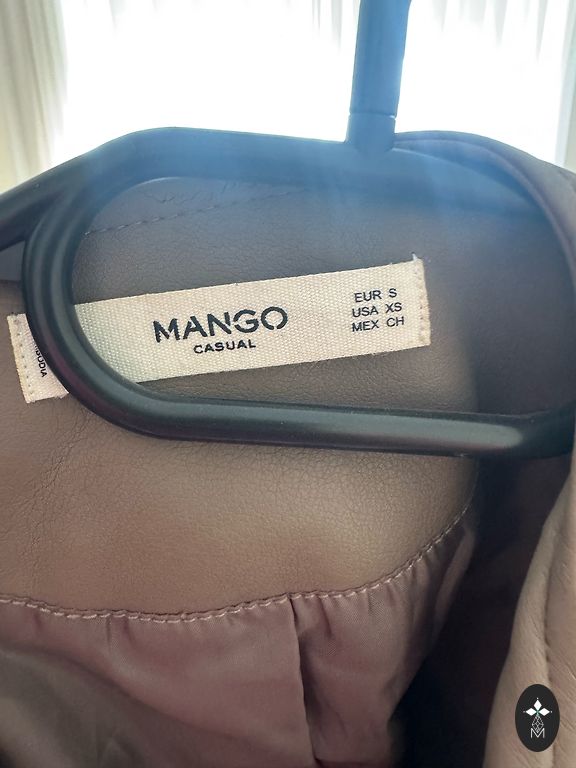 MANGO
CASUAL
EUR S
USA XS
MEX CH